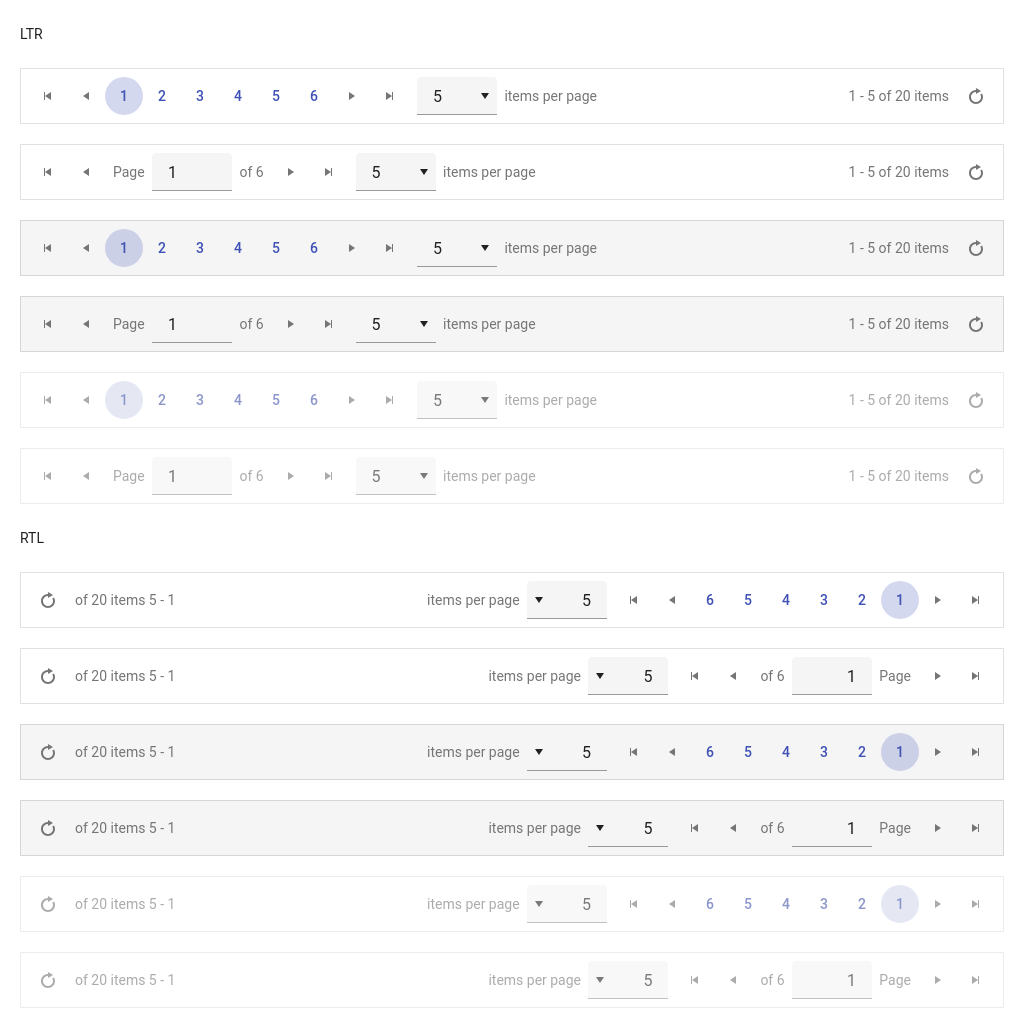 LTR
1 2 3 4 5 6 5 items per page 1 - 5 of 20 items
Page 1 of 6 5 items per page 1 - 5 of 20 items
1 2 3 4 5 6 5 items per page 1 - 5 of 20 items
Page 1 of 6 5 items per page 1 - 5 of 20 items
1 2 3 4 5 6 5 items per page 1 - 5 of 20 items
Page 1 of 6 5 items per page 1 - 5 of 20 items
RTL
of 20 items 5 - 1 items per page 5 6 5 4 3 2 1
of 20 items 5 - 1 items per page 5 of 6 1 Page
of 20 items 5 - 1 items per page 5 6 5 4 3 2 1
of 20 items 5 - 1 items per page 5 of 6 1 Page
of 20 items 5 - 1 items per page 5 6 5 4 3 2 1
of 20 items 5 - 1 items per page 5 of 6 1 Page